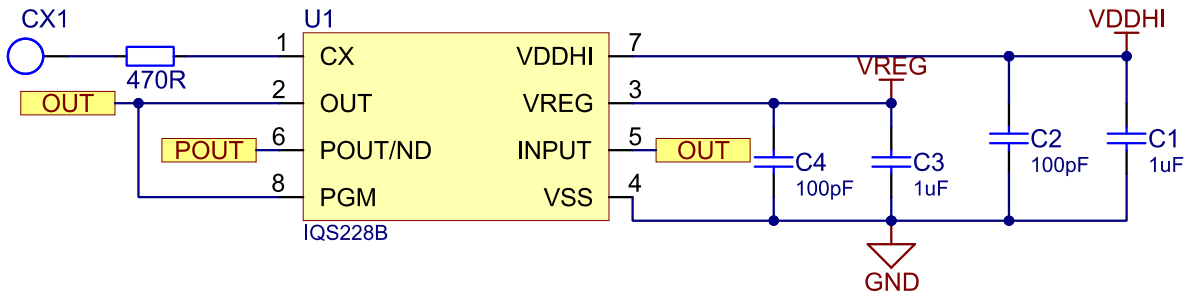 CX1
U1
VDDHI
1
CX
VDDHI
7
VREG
470R
OUT
2
OUT
VREG
3
POUT
6
POUT/ND
INPUT
5
OUT
C4
100pF
C3
1uF
C2
100pF
C1
1uF
8
PGM
VSS
4
IQS228B
GND